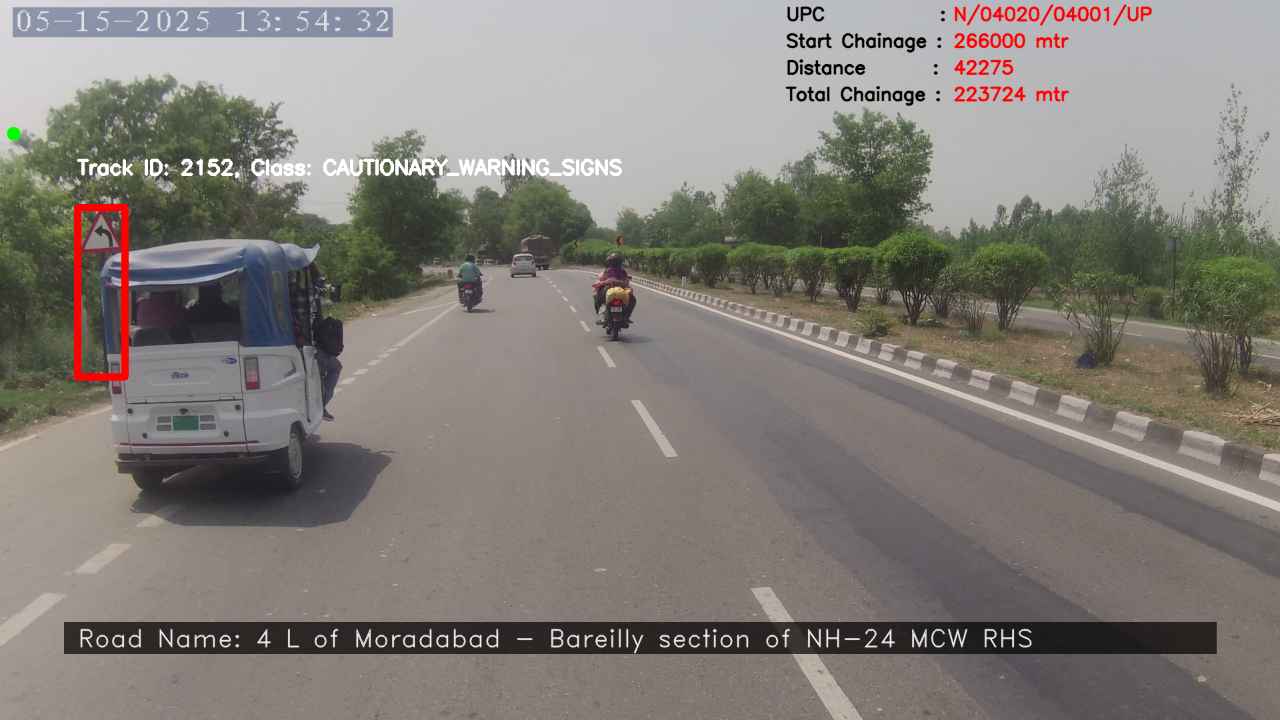 05-15-2025 13:54:32
UPC : N/04020/04001/UP
Start Chainage : 266000 mtr
Distance : 42275
Total Chainage : 223724 mtr
Track ID: 2152, Class: CAUTIONARY_WARNING_SIGNS
Road Name: 4 L of Moradabad - Bareilly section of NH-24 MCW RHS